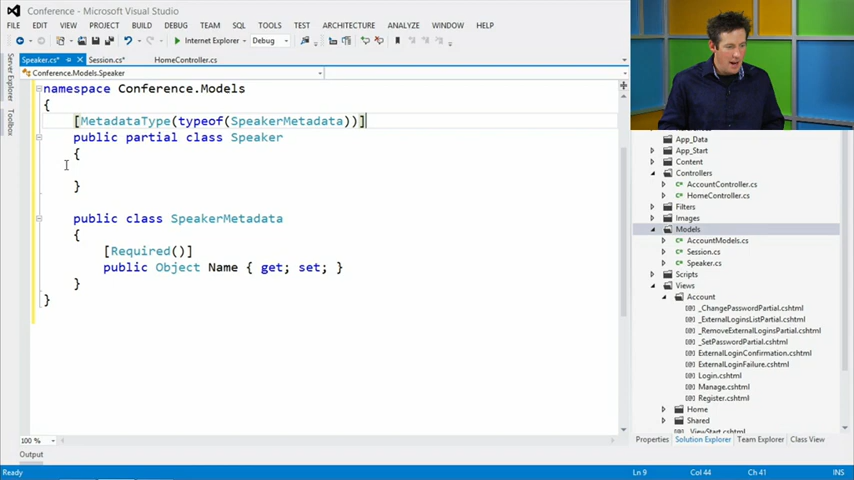 Conference - Microsoft Visual Studio
FILE EDIT VIEW PROJECT BUILD DEBUG TEAM SQL TOOLS TEST ARCHITECTURE ANALYZE WINDOW HELP
Internet Explorer Debug
Speaker.cs* Session.cs* HomeController.cs
Conference.Models.Speaker
Server Explorer
Toolbox
namespace Conference.Models
{
[MetadataType(typeof(SpeakerMetadata))]
public partial class Speaker
{
}
public class SpeakerMetadata
{
[Required()]
public Object Name { get; set; }
}
}
100 %
Output
App_Data
App_Start
Content
Controllers
AccountController.cs
HomeController.cs
Filters
Images
Models
AccountModels.cs
Session.cs
Speaker.cs
Scripts
Views
Account
_ChangePasswordPartial.cshtml
_ExternalLoginsListPartial.cshtml
_RemoveExternalLoginsPartial.cshtml
_SetPasswordPartial.cshtml
ExternalLoginConfirmation.cshtml
ExternalLoginFailure.cshtml
Login.cshtml
Manage.cshtml
Register.cshtml
Home
Shared
_ViewStart.cshtml
Properties Solution Explorer Team Explorer Class View
Ready Ln 9 Col 44 Ch 41 INS